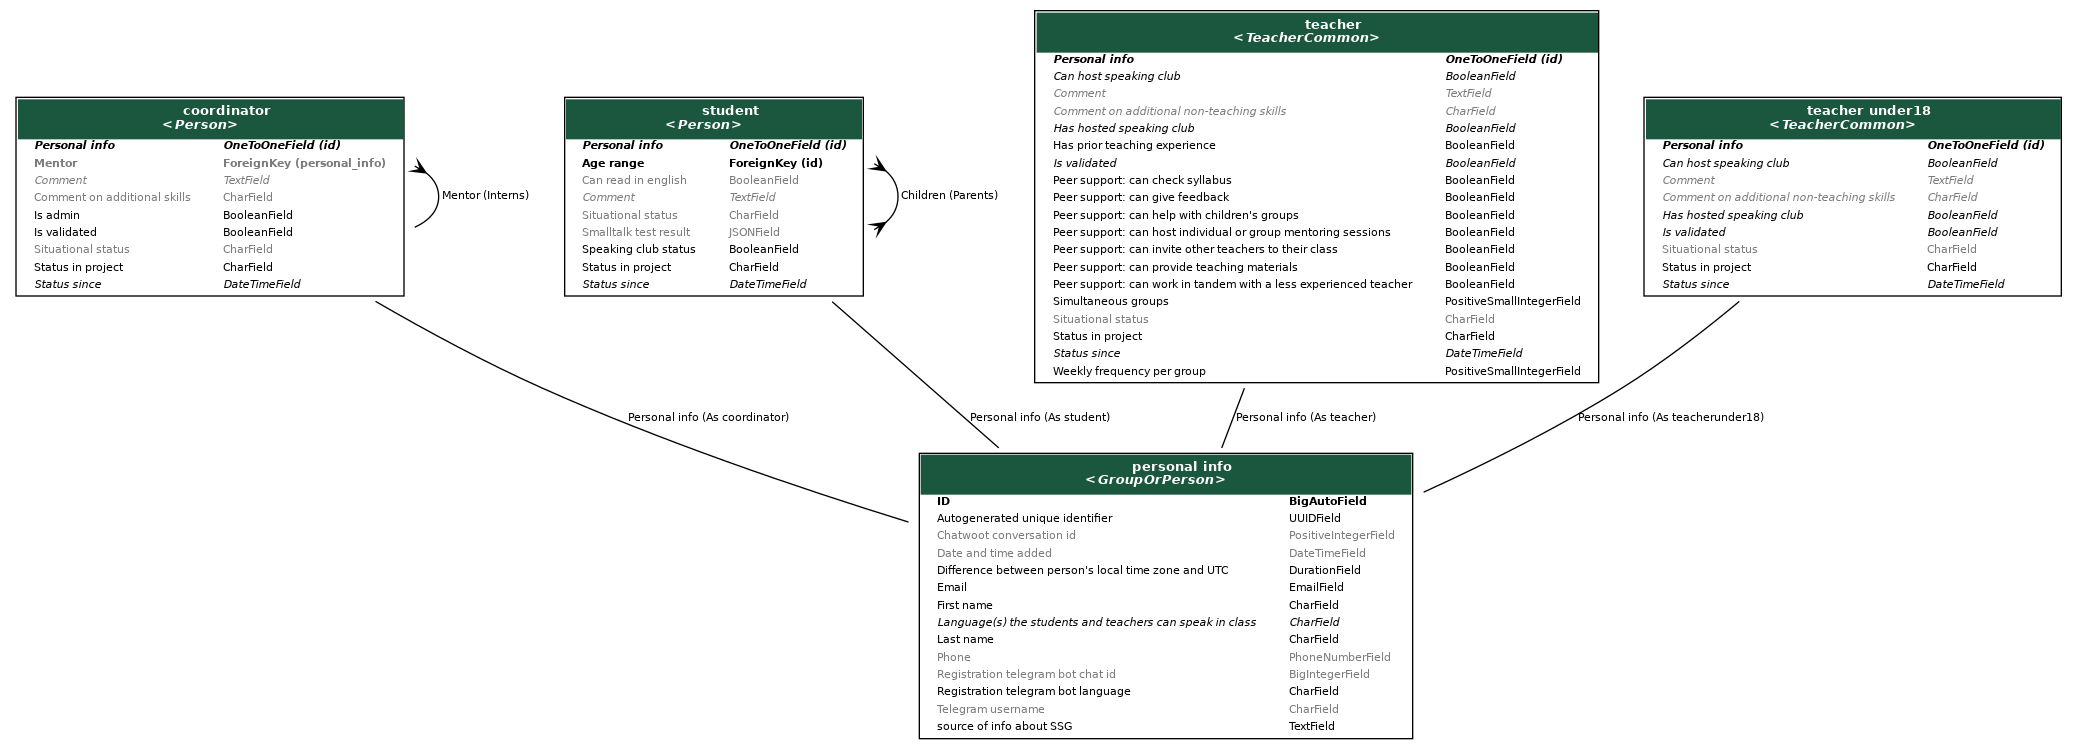 coordinator
<Person>
Personal info OneToOneField (id)
Mentor ForeignKey (personal_info)
Comment TextField
Comment on additional skills CharField
Is admin BooleanField
Is validated BooleanField
Situational status CharField
Status in project CharField
Status since DateTimeField
Mentor (Interns)
student
<Person>
Personal info OneToOneField (id)
Age range ForeignKey (id)
Can read in english BooleanField
Comment TextField
Situational status CharField
Smalltalk test result JSONField
Speaking club status BooleanField
Status in project CharField
Status since DateTimeField
Children (Parents)
teacher
<TeacherCommon>
Personal info OneToOneField (id)
Can host speaking club BooleanField
Comment TextField
Comment on additional non-teaching skills CharField
Has hosted speaking club BooleanField
Has prior teaching experience BooleanField
Is validated BooleanField
Peer support: can check syllabus BooleanField
Peer support: can give feedback BooleanField
Peer support: can help with children's groups BooleanField
Peer support: can host individual or group mentoring sessions BooleanField
Peer support: can invite other teachers to their class BooleanField
Peer support: can provide teaching materials BooleanField
Peer support: can work in tandem with a less experienced teacher BooleanField
Simultaneous groups PositiveSmallIntegerField
Situational status CharField
Status in project CharField
Status since DateTimeField
Weekly frequency per group PositiveSmallIntegerField
teacher under18
<TeacherCommon>
Personal info OneToOneField (id)
Can host speaking club BooleanField
Comment TextField
Comment on additional non-teaching skills CharField
Has hosted speaking club BooleanField
Is validated BooleanField
Situational status CharField
Status in project CharField
Status since DateTimeField
Personal info (As coordinator)
Personal info (As student)
Personal info (As teacher)
Personal info (As teacherunder18)
personal info
<GroupOrPerson>
ID BigAutoField
Autogenerated unique identifier UUIDField
Chatwoot conversation id PositiveIntegerField
Date and time added DateTimeField
Difference between person's local time zone and UTC DurationField
Email EmailField
First name CharField
Language(s) the students and teachers can speak in class CharField
Last name CharField
Phone PhoneNumberField
Registration telegram bot chat id BigIntegerField
Registration telegram bot language CharField
Telegram username CharField
source of info about SSG TextField